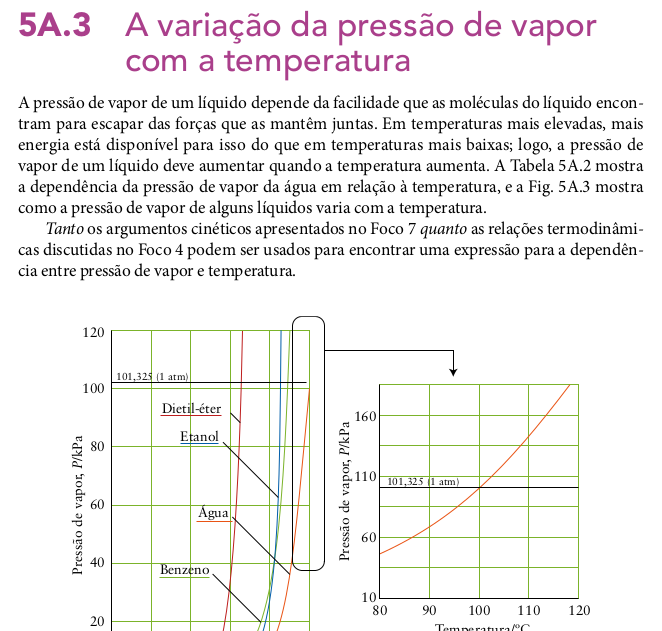 5A.3 A variação da pressão de vapor
com a temperatura
A pressão de vapor de um líquido depende da facilidade que as moléculas do líquido encon-
tram para escapar das forças que as mantêm juntas. Em temperaturas mais elevadas, mais
energia está disponível para isso do que em temperaturas mais baixas; logo, a pressão de
vapor de um líquido deve aumentar quando a temperatura aumenta. A Tabela 5A.2 mostra
a dependência da pressão de vapor da água em relação à temperatura, e a Fig. 5A.3 mostra
como a pressão de vapor de alguns líquidos varia com a temperatura.
Tanto os argumentos cinéticos apresentados no Foco 7 quanto as relações termodinâmi-
cas discutidas no Foco 4 podem ser usados para encontrar uma expressão para a dependên-
cia entre pressão de vapor e temperatura.
120
101,325 (1 atm)
100
Dietil-éter
Etanol
80
60
Água
40
Benzeno
20
Pressão de vapor, P/kPa
160
110
101,325 (1 atm)
60
10
Pressão de vapor, P/kPa
80 90 100 110 120
Temperatura/°C